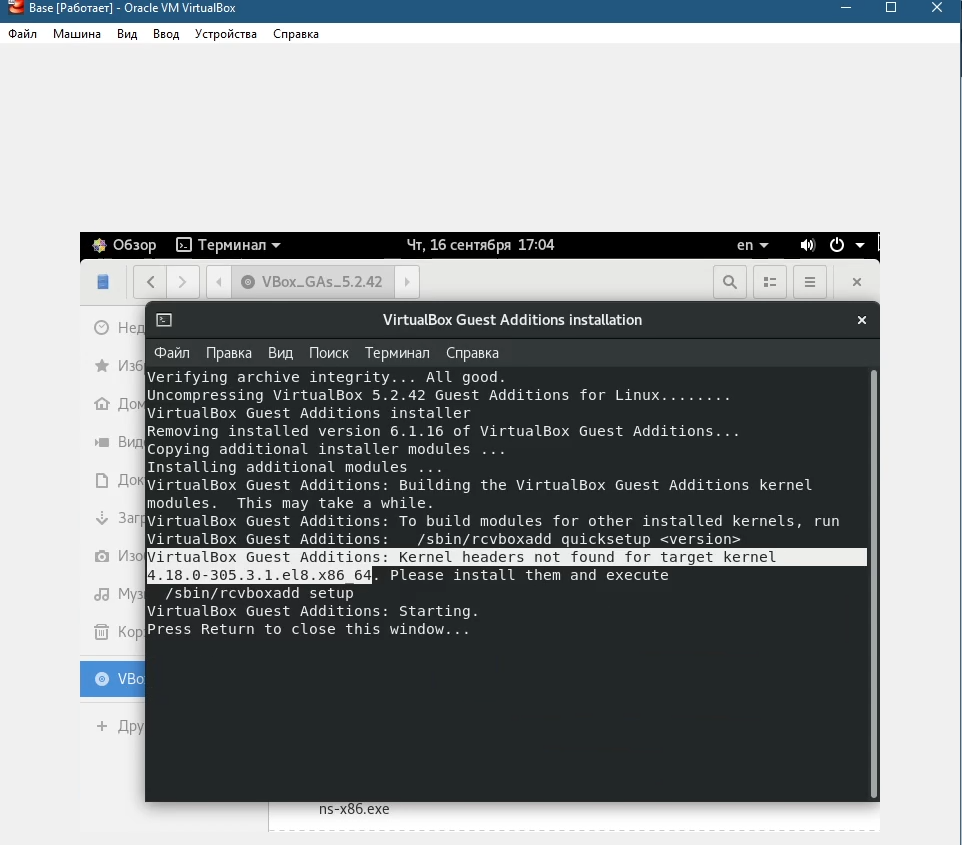 Base [Работает] - Oracle VM VirtualBox
Файл Машина Вид Ввод Устройства Справка
Обзор Терминал Чт, 16 сентября 17:04 en
VBox_GAs_5.2.42
VirtualBox Guest Additions installation
Файл Правка Вид Поиск Терминал Справка
Verifying archive integrity... All good.
Uncompressing VirtualBox 5.2.42 Guest Additions for Linux........
VirtualBox Guest Additions installer
Removing installed version 6.1.16 of VirtualBox Guest Additions...
Copying additional installer modules ...
Installing additional modules ...
VirtualBox Guest Additions: Building the VirtualBox Guest Additions kernel
modules.  This may take a while.
VirtualBox Guest Additions: To build modules for other installed kernels, run
VirtualBox Guest Additions:   /sbin/rcvboxadd quicksetup <version>
VirtualBox Guest Additions: Kernel headers not found for target kernel
4.18.0-305.3.1.el8.x86_64. Please install them and execute
/sbin/rcvboxadd setup
VirtualBox Guest Additions: Starting.
Press Return to close this window...
Нед
Изб
Дом
Вид
Док
Загр
Изо
Муз
Кор
VBo
Дру
ns-x86.exe